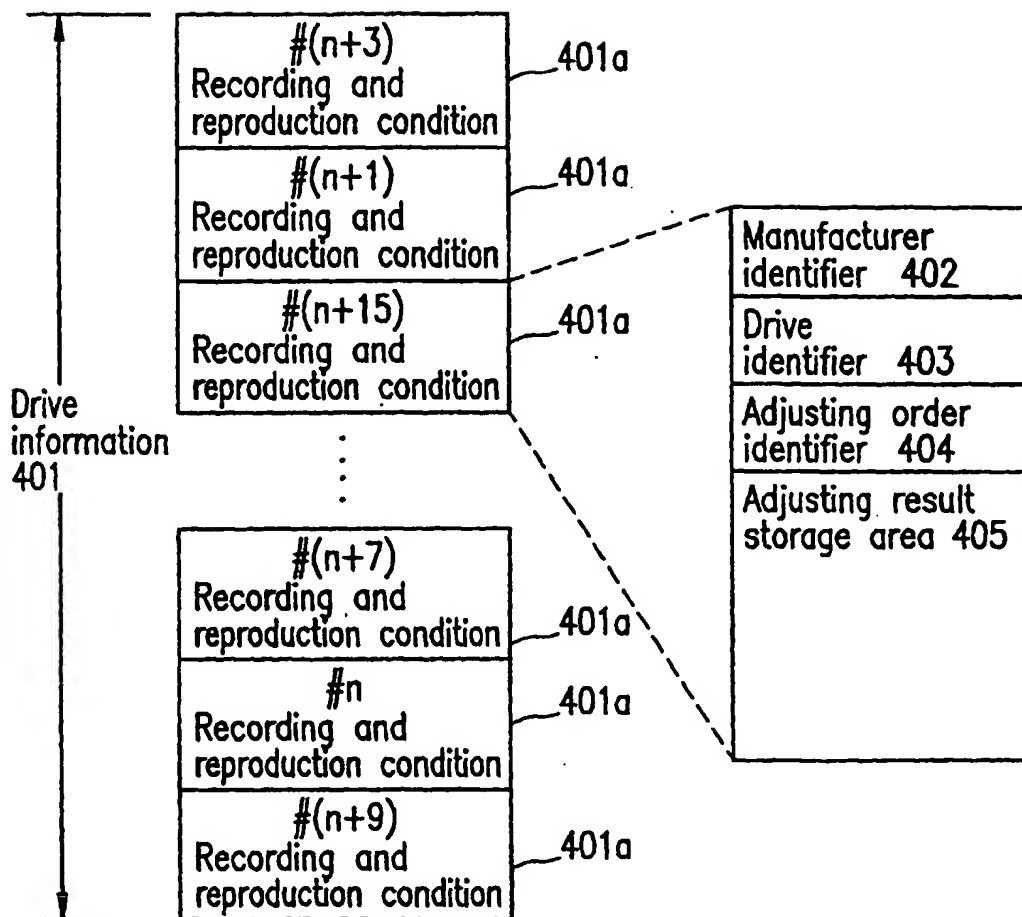 #(n+3)
Recording and
reproduction condition
401a
#(n+1)
Recording and
reproduction condition
401a
#(n+15)
Recording and
reproduction condition
401a
Drive
information
401
#(n+7)
Recording and
reproduction condition
401a
#n
Recording and
reproduction condition
401a
#(n+9)
Recording and
reproduction condition
401a
Manufacturer
identifier 402
Drive
identifier 403
Adjusting order
identifier 404
Adjusting result
storage area 405